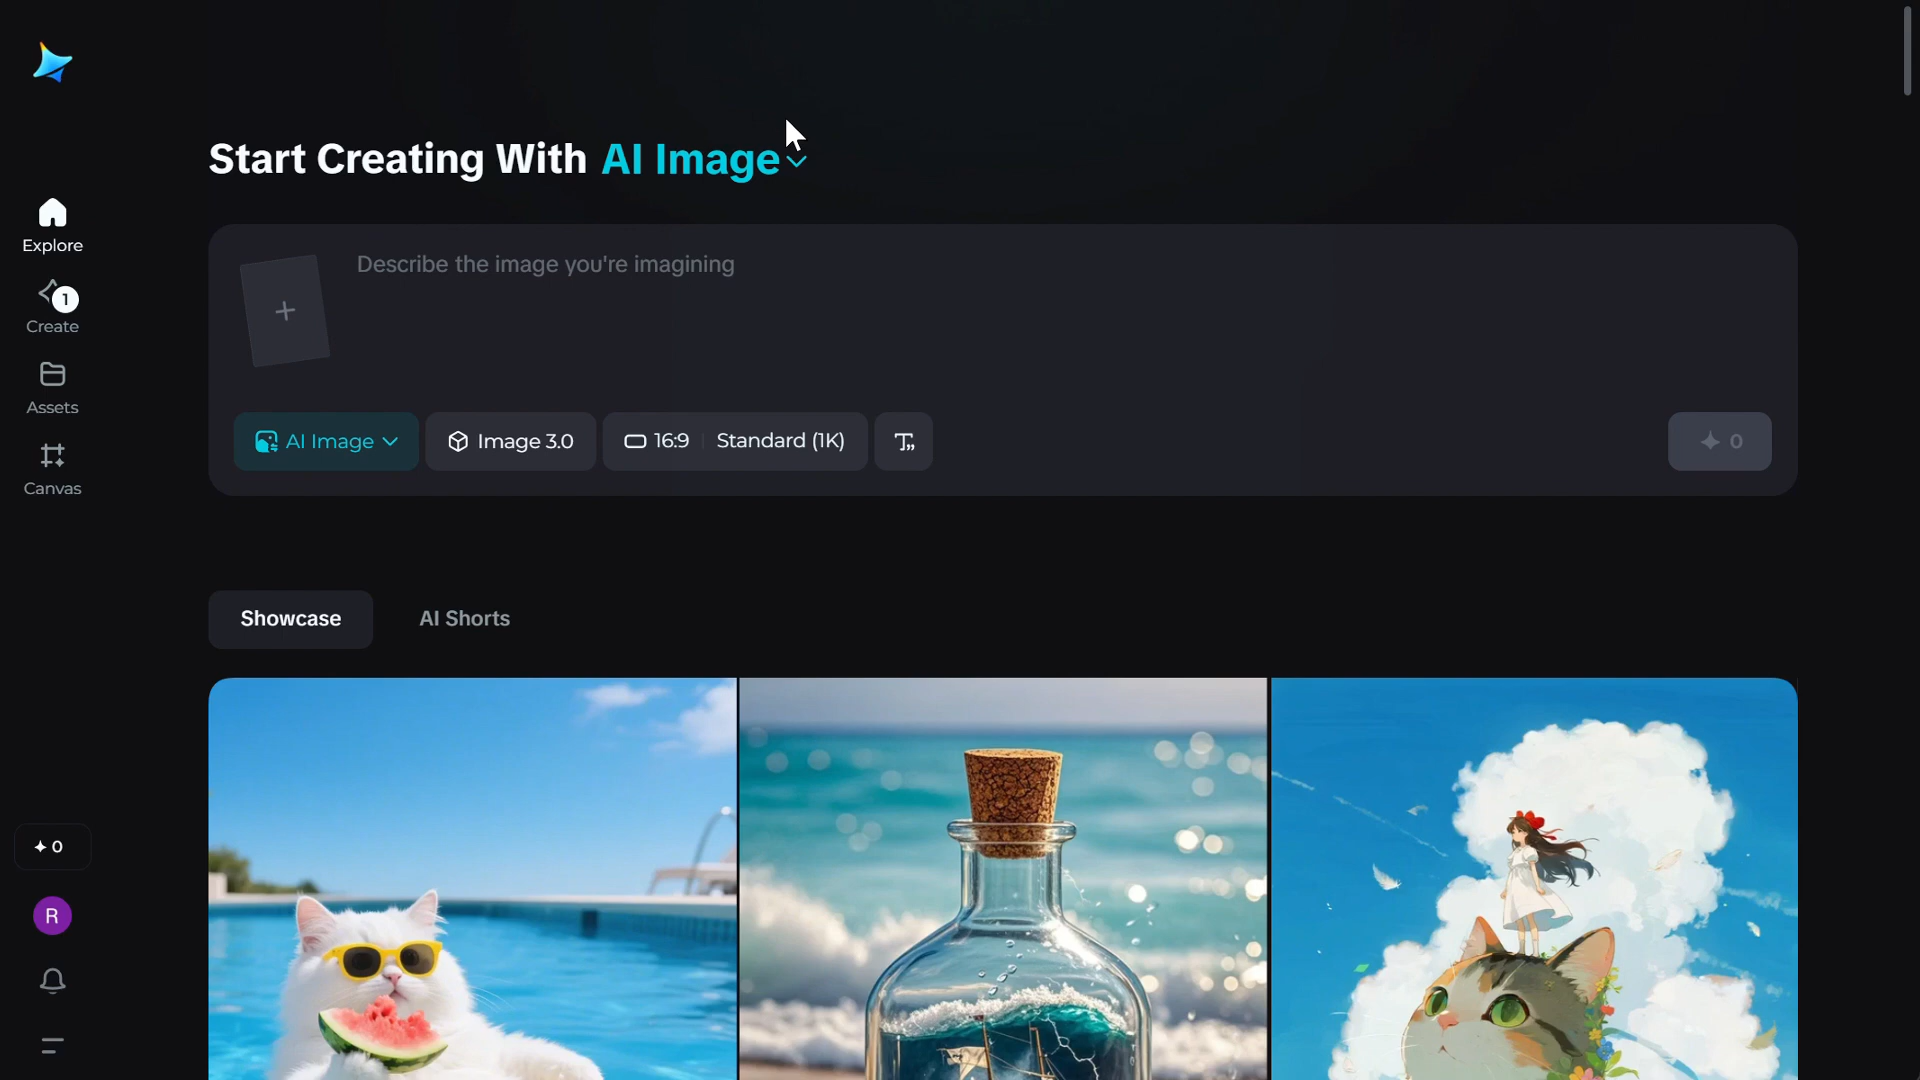 Start Creating With AI Image
Explore
1
Create
Assets
Canvas
Describe the image you're imagining
AI Image
Image 3.0
16:9
Standard (1K)
T
0
Showcase
AI Shorts
0
R